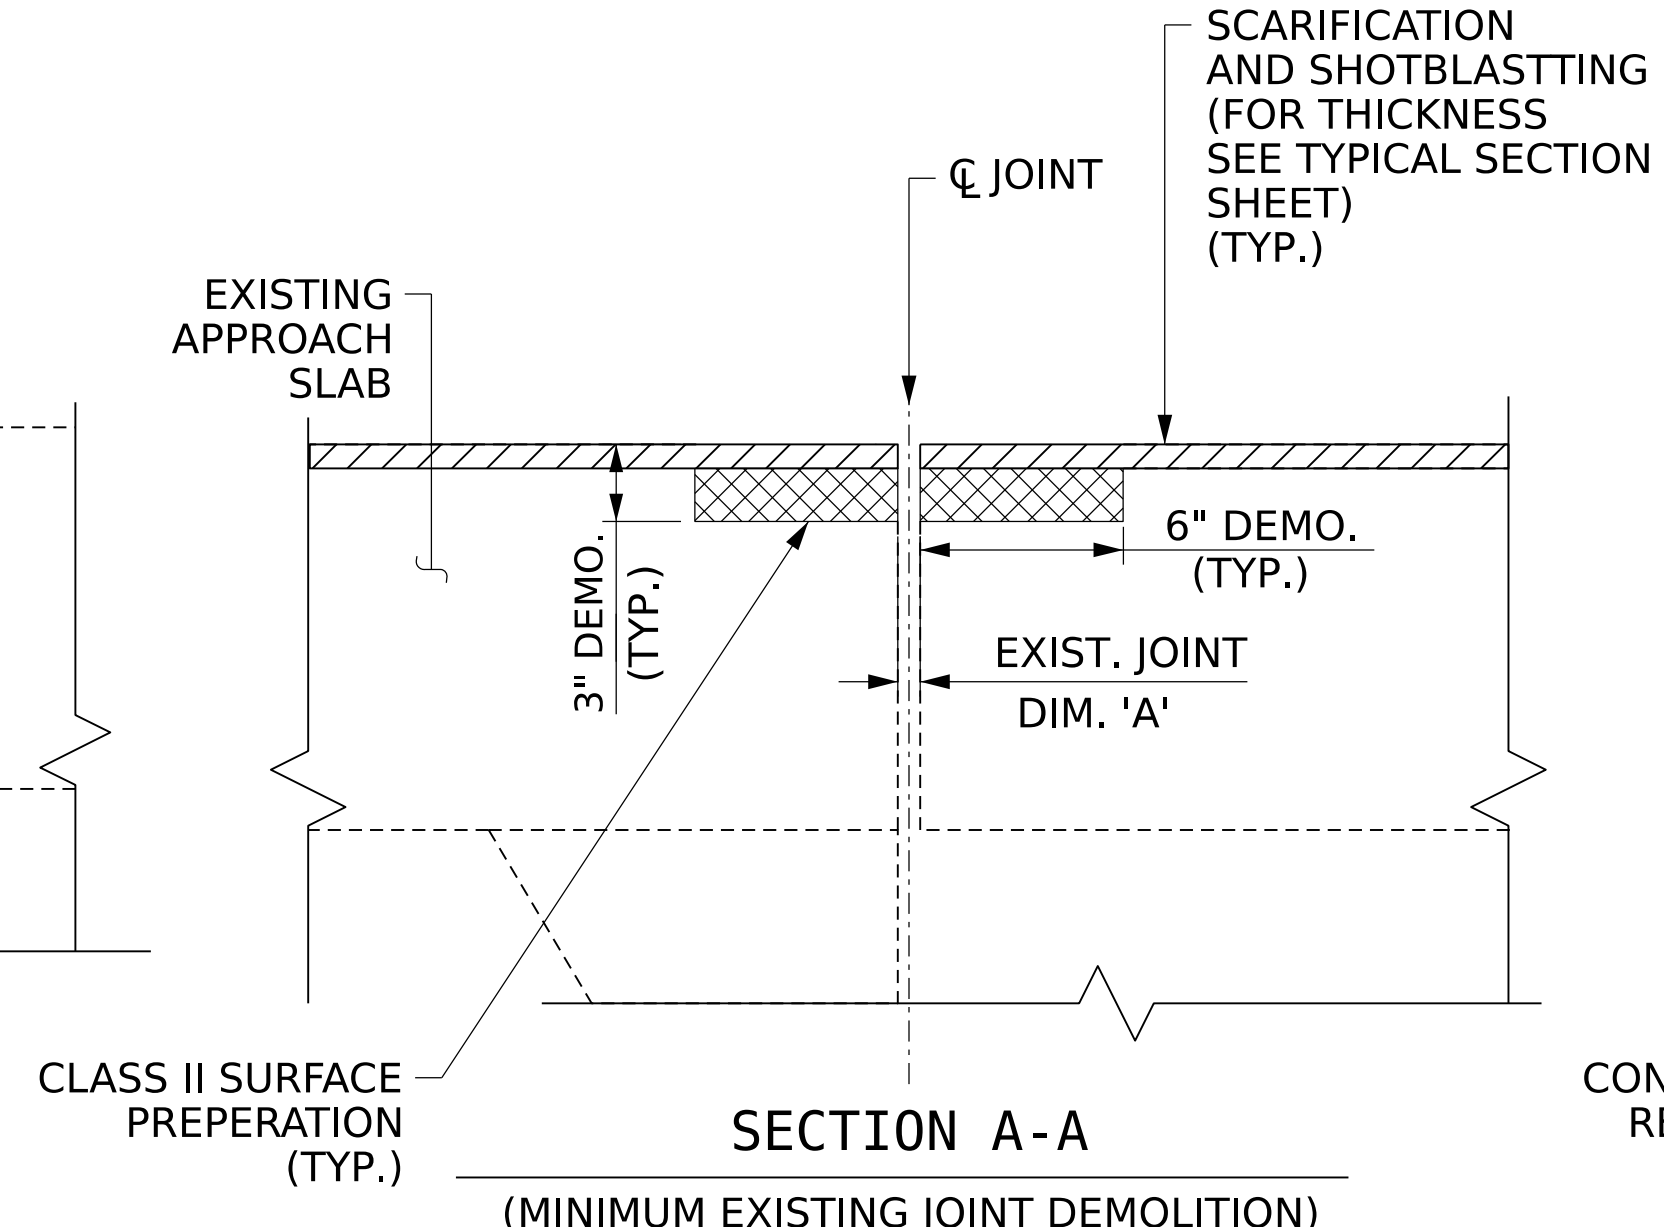 SCARIFICATION
AND SHOTBLASTTING
(FOR THICKNESS
SEE TYPICAL SECTION
SHEET)
(TYP.)
℄ JOINT
EXISTING
APPROACH
SLAB
6" DEMO.
(TYP.)
3" DEMO.
(TYP.)
EXIST. JOINT
DIM. 'A'
CLASS II SURFACE
PREPERATION
(TYP.)
SECTION A-A
(MINIMUM EXISTING JOINT DEMOLITION)